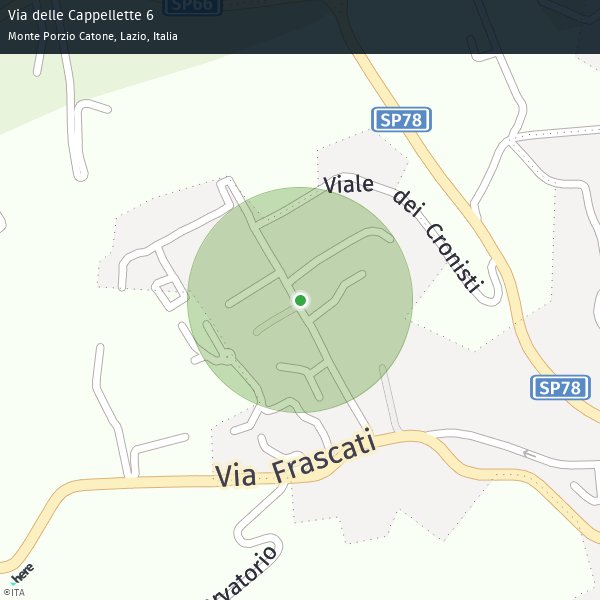 Via delle Cappellette 6
SP66
Monte Porzio Catone, Lazio, Italia
SP78
Viale dei Cronisti
SP78
Via Frascati
rvatorio
here
©ITA